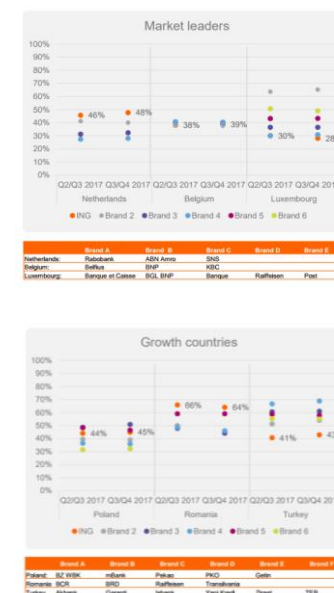 Market leaders
100%
90%
80%
70%
60%
50%
40%
30%
20%
10%
0%
46% 48% 38% 39% 30% 28
Q2/Q3 2017 Q3/Q4 2017 Q2/Q3 2017 Q3/Q4 2017 Q2/Q3 2017 Q3/Q4 201
Netherlands Belgium Luxembourg
ING Brand 2 Brand 3 Brand 4 Brand 5 Brand 6
Brand A Brand B Brand C Brand D Brand E
Netherlands: Rabobank ABN Amro SNS
Belgium: Belfius BNP KBC
Luxembourg: Banque et Caisse BGL BNP Banque Raiffeisen Post
Growth countries
100%
90%
80%
70%
60%
50%
40%
30%
20%
10%
0%
44% 45% 66% 64% 41% 43
Q2/Q3 2017 Q3/Q4 2017 Q2/Q3 2017 Q3/Q4 2017 Q2/Q3 2017 Q3/Q4 201
Poland Romania Turkey
ING Brand 2 Brand 3 Brand 4 Brand 5 Brand 6
Brand A Brand B Brand C Brand D Brand E Brand F
Poland: BZ WBK mBank Pekao PKO Getin
Romania: BCR BRD Raiffeisen Transilvania